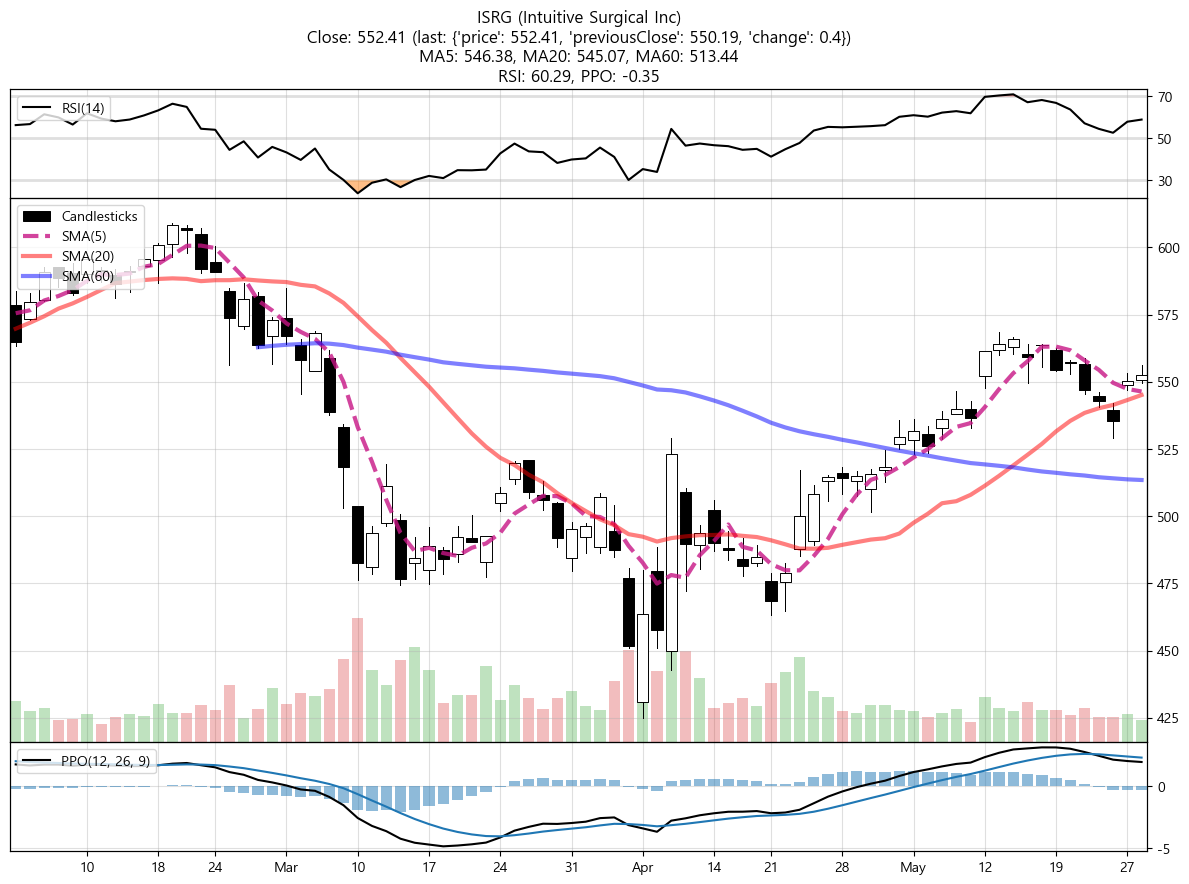 ISRG (Intuitive Surgical Inc)
Close: 552.41 (last: {'price': 552.41, 'previousClose': 550.19, 'change': 0.4})
MA5: 546.38, MA20: 545.07, MA60: 513.44
RSI: 60.29, PPO: -0.35
RSI(14)
70
50
30
Candlesticks
SMA(5)
SMA(20)
SMA(60)
600
575
550
525
500
475
450
425
PPO(12, 26, 9)
0
-5
10 18 24 Mar 10 17 24 31 Apr 14 21 28 May 12 19 27